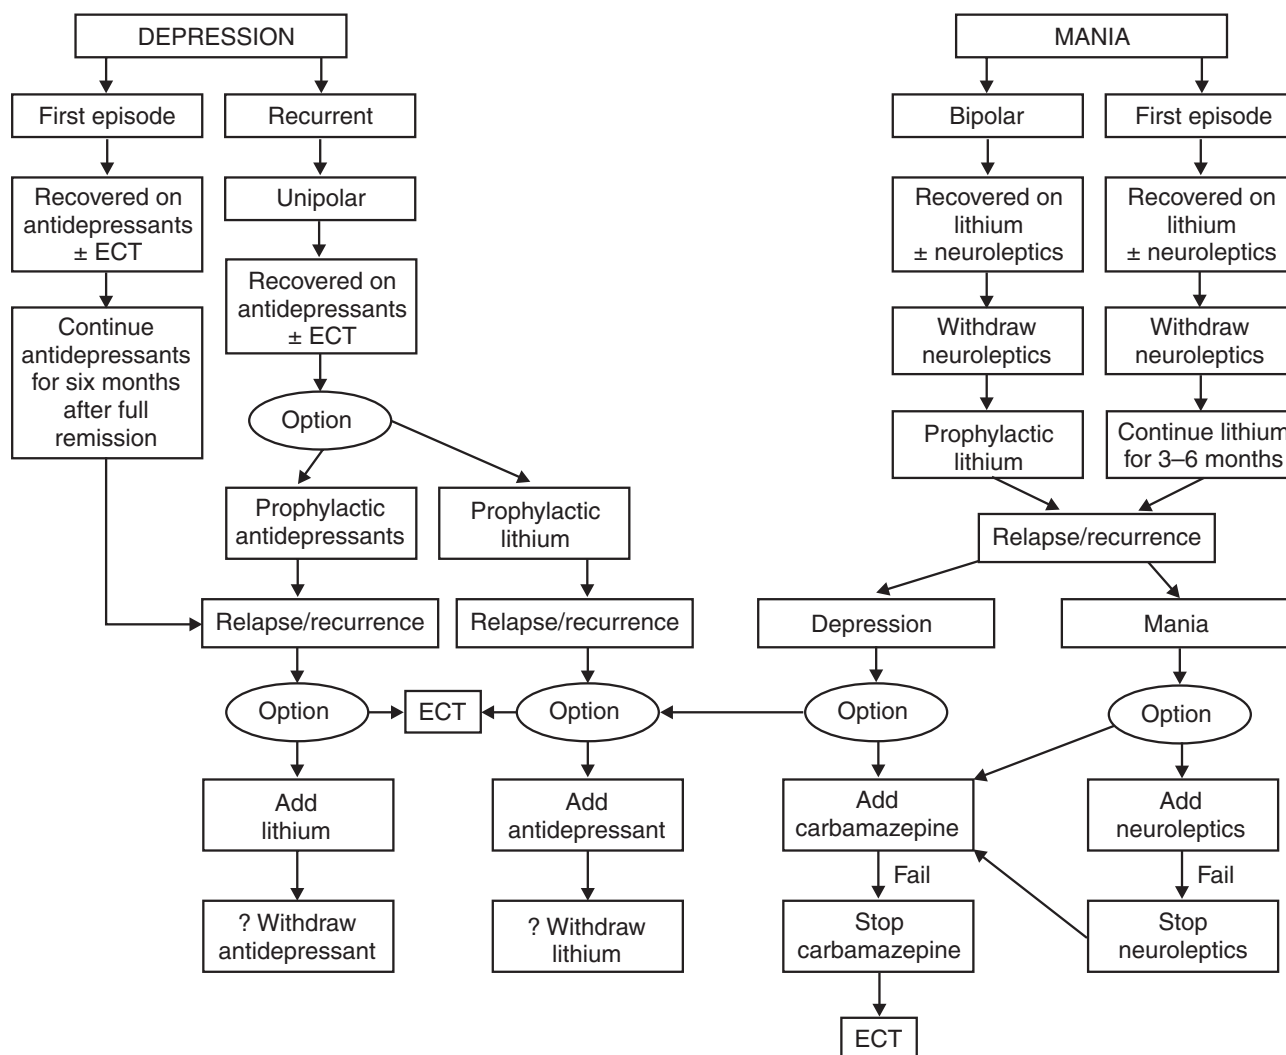 DEPRESSION
First episode
Recovered on
antidepressants
± ECT
Continue
antidepressants
for six months
after full
remission
Recurrent
Unipolar
Recovered on
antidepressants
± ECT
Option
Prophylactic
antidepressants
Prophylactic
lithium
Relapse/recurrence
Relapse/recurrence
Option
ECT
Option
Add
lithium
Add
antidepressant
? Withdraw
antidepressant
? Withdraw
lithium
MANIA
Bipolar
First episode
Recovered on
lithium
± neuroleptics
Recovered on
lithium
± neuroleptics
Withdraw
neuroleptics
Withdraw
neuroleptics
Prophylactic
lithium
Continue lithium
for 3–6 months
Relapse/recurrence
Depression
Mania
Option
Option
Add
carbamazepine
Add
neuroleptics
Fail
Fail
Stop
carbamazepine
Stop
neuroleptics
ECT